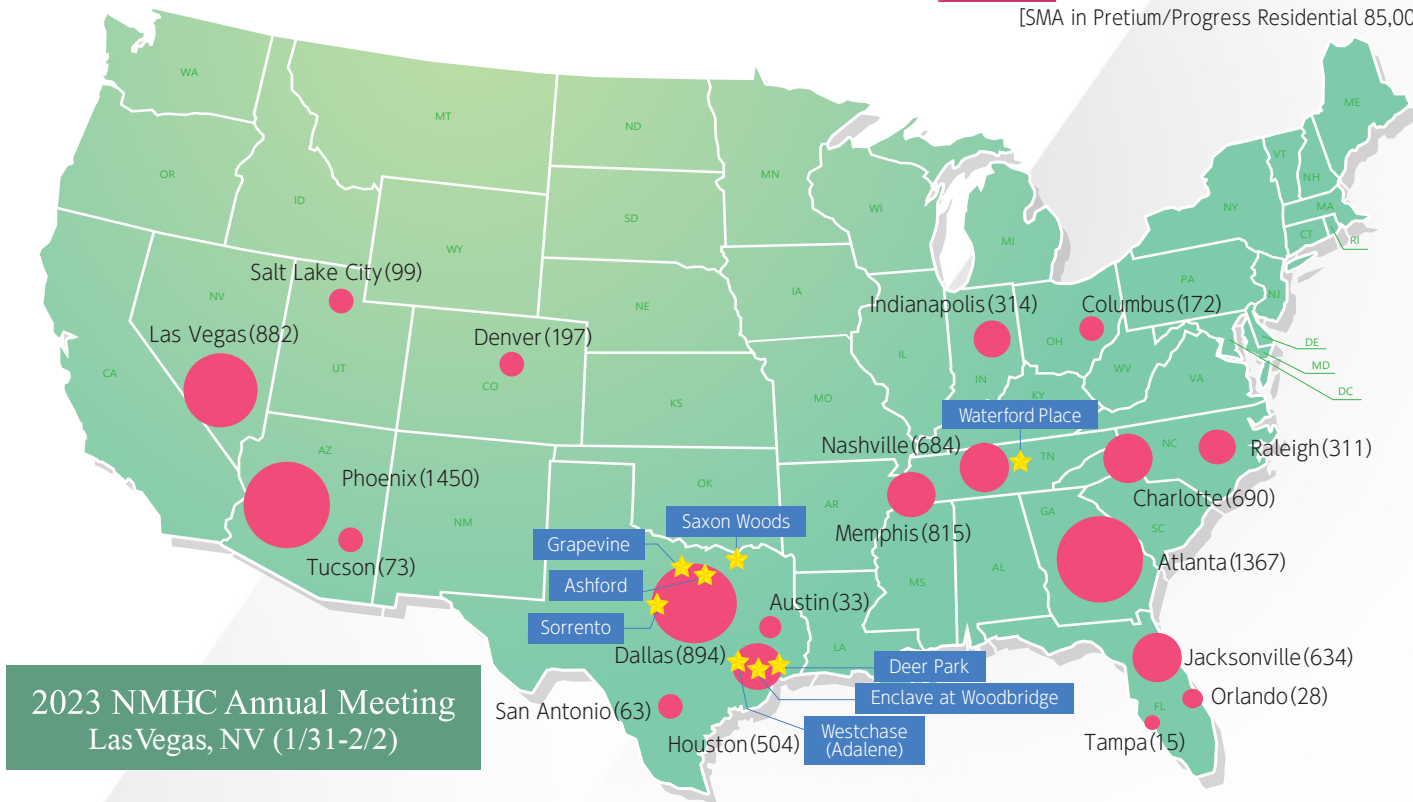 [SMA in Pretium/Progress Residential 85,00
WA
MT
ND
ME
OR
ID
MN
VT
NH
SD
WI
NY
MA
MI
CT
RI
WY
Salt Lake City(99)
NV
IA
PA
NJ
NE
Indianapolis(314)
Columbus(172)
Las Vegas(882)
Denver(197)
OH
DE
IL
UT
CA
CO
IN
WV
MD
VA
DC
KS
MO
KY
Waterford Place
Nashville(684)
TN
NC
Raleigh(311)
AZ
Phoenix(1450)
OK
Charlotte(690)
AR
GA
NM
Saxon Woods
Memphis(815)
SC
Grapevine
Atlanta(1367)
Tucson(73)
Ashford
MS
AL
Austin(33)
Sorrento
LA
Dallas(894)
Deer Park
Jacksonville(634)
Enclave at Woodbridge
Orlando(28)
FL
San Antonio(63)
Westchase
(Adalene)
Houston(504)
Tampa(15)
2023 NMHC Annual Meeting
Las Vegas, NV (1/31-2/2)